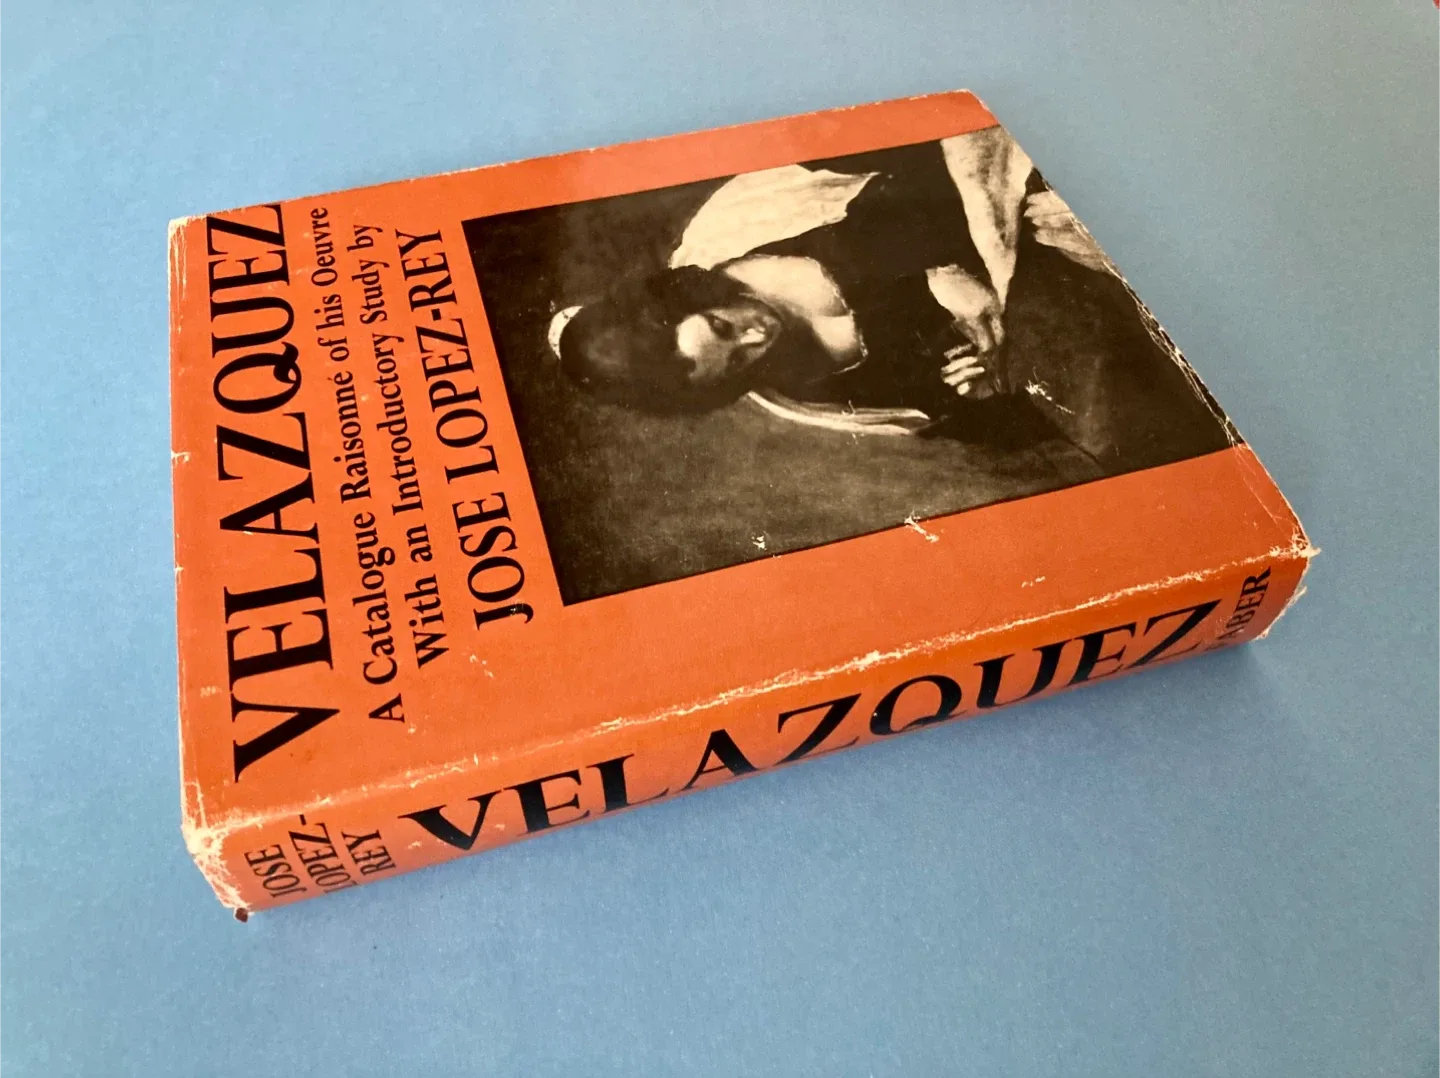 VELAZQUEZ
A Catalogue Raisonné of his Oeuvre
With an Introductory Study by
JOSE LOPEZ-REY
JOSE
LOPEZ-
REY
VELAZQUEZ